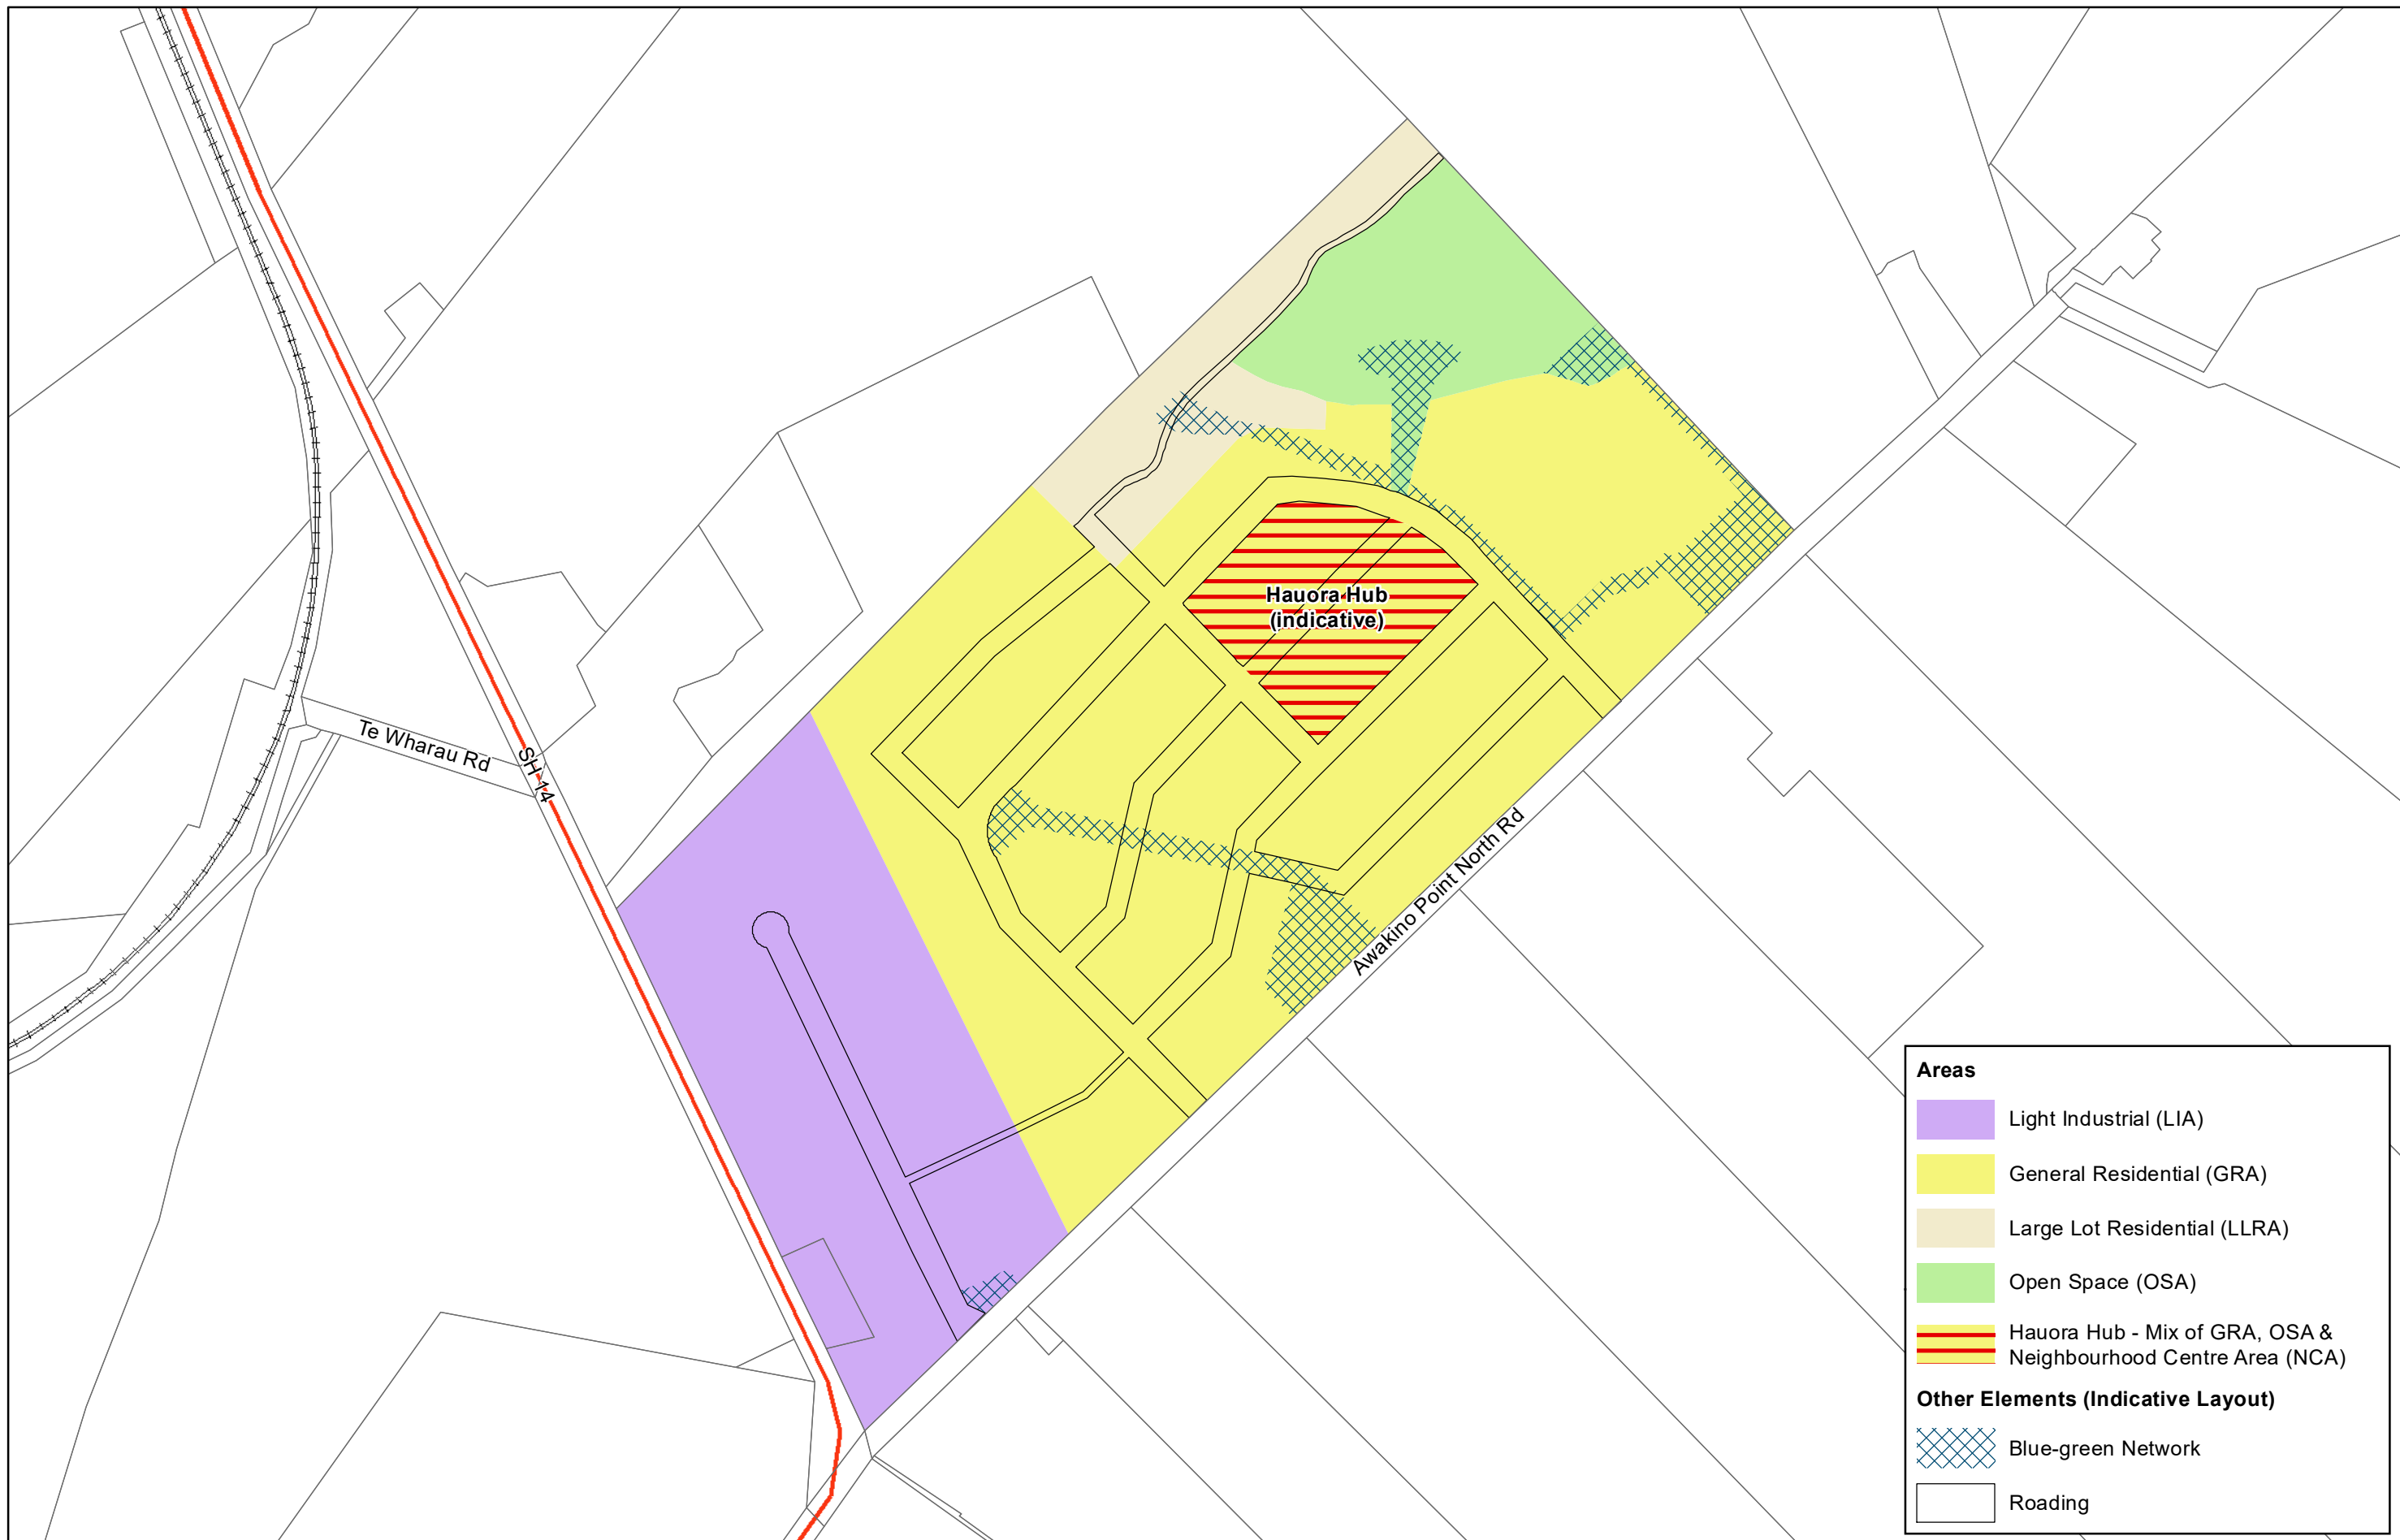 Hauora Hub
(indicative)
Te Wharau Rd
SH 14
Awakino Point North Rd
Areas
Light Industrial (LIA)
General Residential (GRA)
Large Lot Residential (LLRA)
Open Space (OSA)
Hauora Hub - Mix of GRA, OSA &
Neighbourhood Centre Area (NCA)
Other Elements (Indicative Layout)
Blue-green Network
Roading